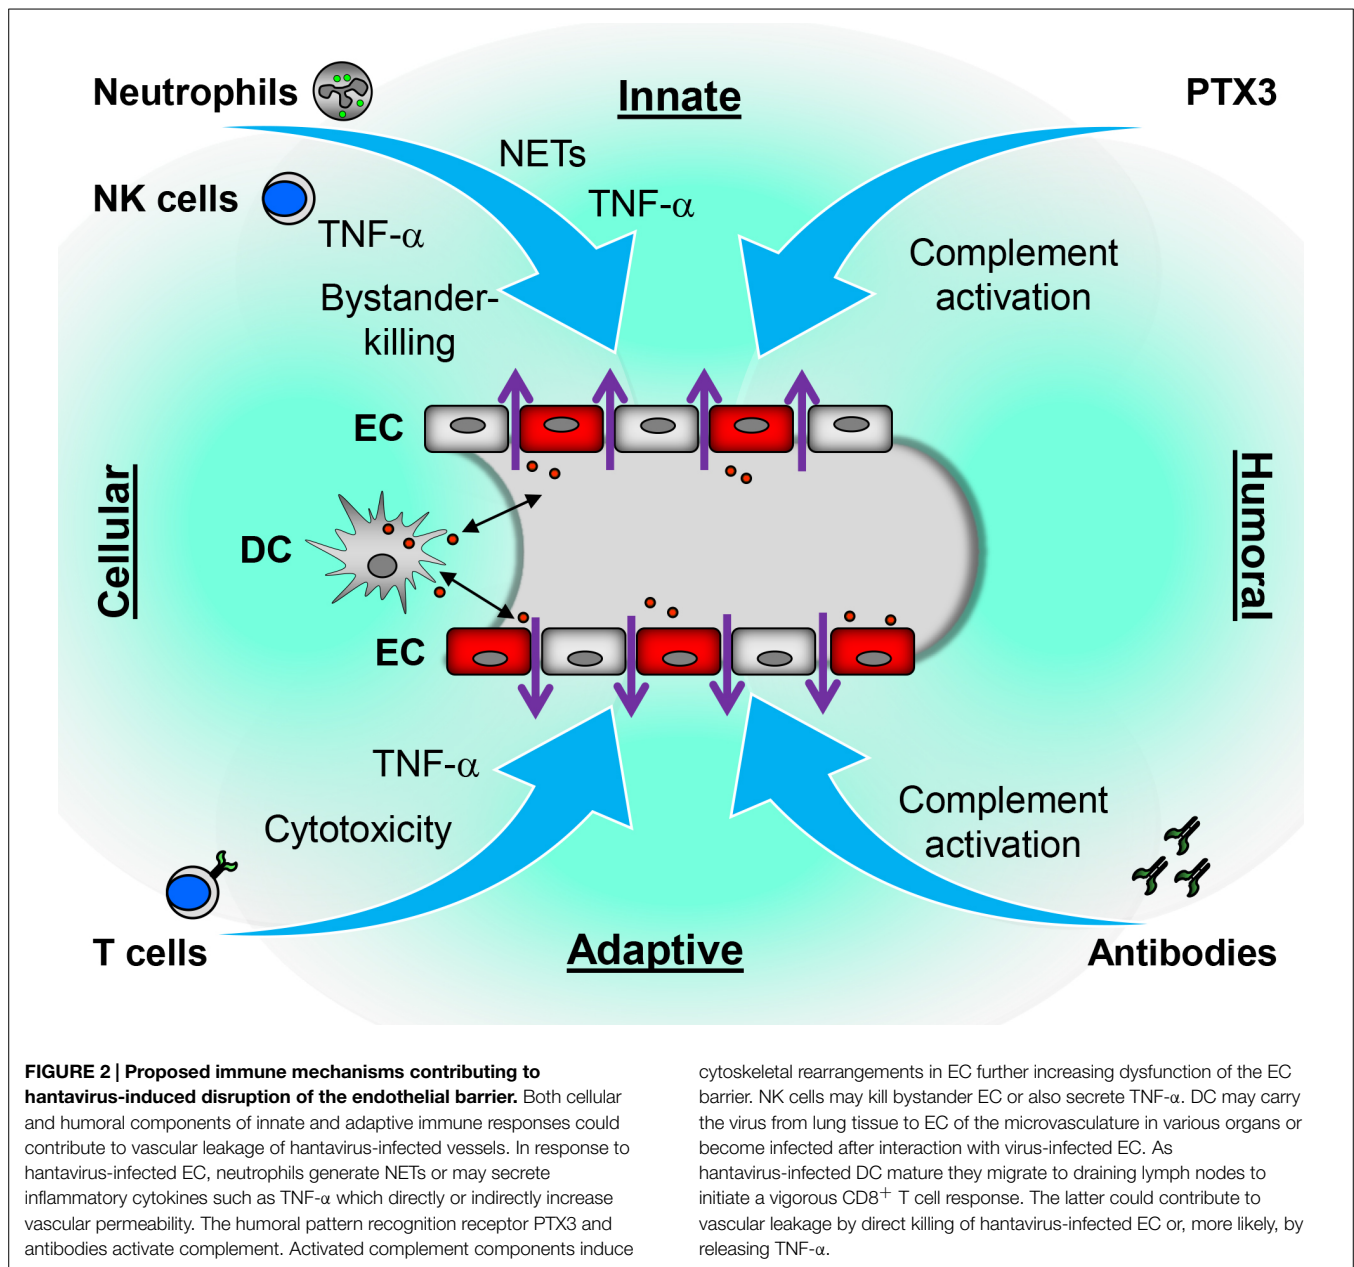 Neutrophils
Innate
PTX3
NETs
NK cells
TNF-α
TNF-α
Bystander-
killing
Complement
activation
EC
Cellular
DC
Humoral
EC
TNF-α
Cytotoxicity
Complement
activation
T cells
Adaptive
Antibodies
FIGURE 2 | Proposed immune mechanisms contributing to
hantavirus-induced disruption of the endothelial barrier. Both cellular
and humoral components of innate and adaptive immune responses could
contribute to vascular leakage of hantavirus-infected vessels. In response to
hantavirus-infected EC, neutrophils generate NETs or may secrete
inflammatory cytokines such as TNF-α which directly or indirectly increase
vascular permeability. The humoral pattern recognition receptor PTX3 and
antibodies activate complement. Activated complement components induce
cytoskeletal rearrangements in EC further increasing dysfunction of the EC
barrier. NK cells may kill bystander EC or also secrete TNF-α. DC may carry
the virus from lung tissue to EC of the microvasculature in various organs or
become infected after interaction with virus-infected EC. As
hantavirus-infected DC mature they migrate to draining lymph nodes to
initiate a vigorous CD8⁺ T cell response. The latter could contribute to
vascular leakage by direct killing of hantavirus-infected EC or, more likely, by
releasing TNF-α.